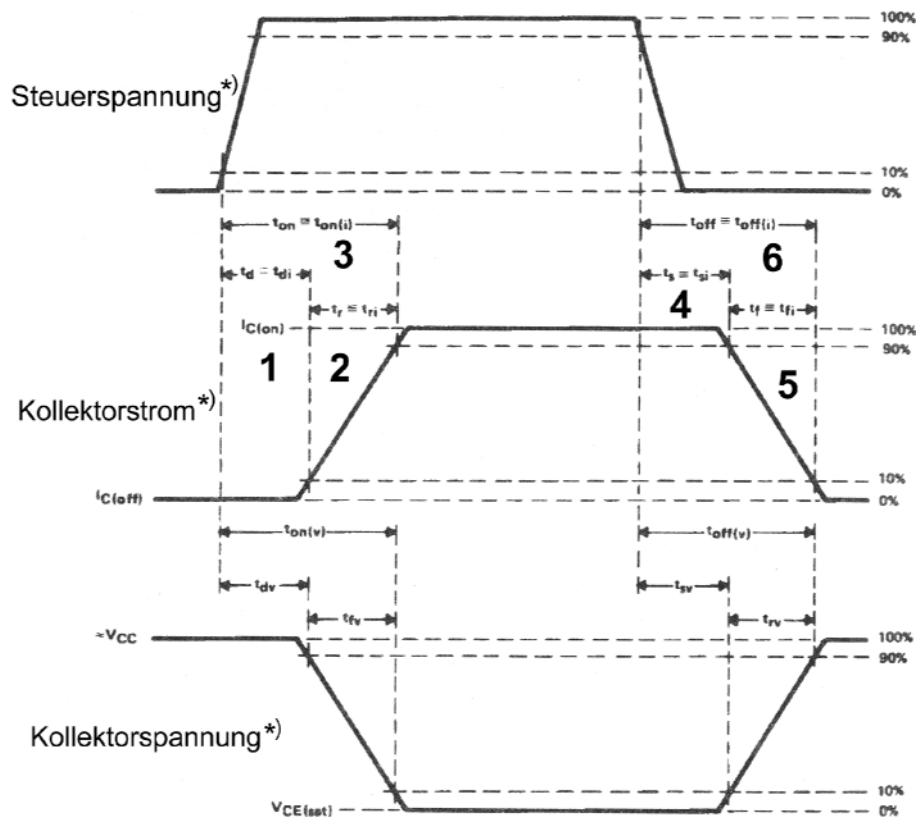 100%
90%
Steuerspannung*)
10%
0%
ton ≡ ton(i)
toff ≡ toff(i)
3
6
td ≡ tdi
ts ≡ tsi
4
tr ≡ tri
tf ≡ tfi
IC(on)
100%
90%
1
2
5
Kollektorstrom*)
10%
IC(off)
0%
ton(v)
toff(v)
tdv
tsv
tfv
trv
≈VCC
100%
90%
Kollektorspannung*)
10%
VCE(sat)
0%